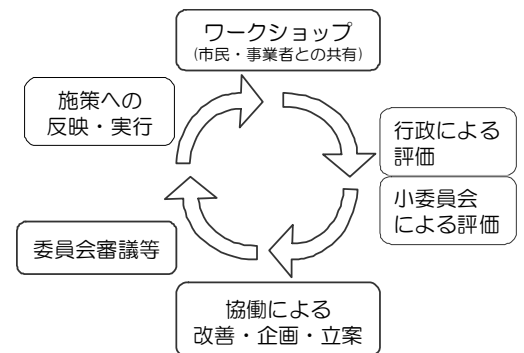 ワークショップ
(市民・事業者との共有)
施策への
反映・実行
行政による
評価
小委員会
による評価
委員会審議等
協働による
改善・企画・立案